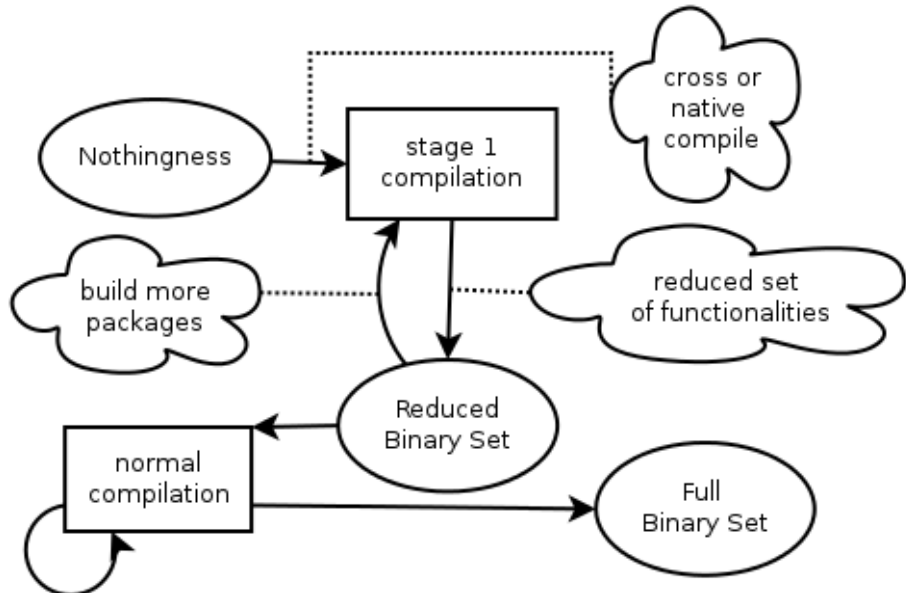 cross or
native
compile
Nothingness
stage 1
compilation
build more
packages
reduced set
of functionalities
Reduced
Binary Set
normal
compilation
Full
Binary Set